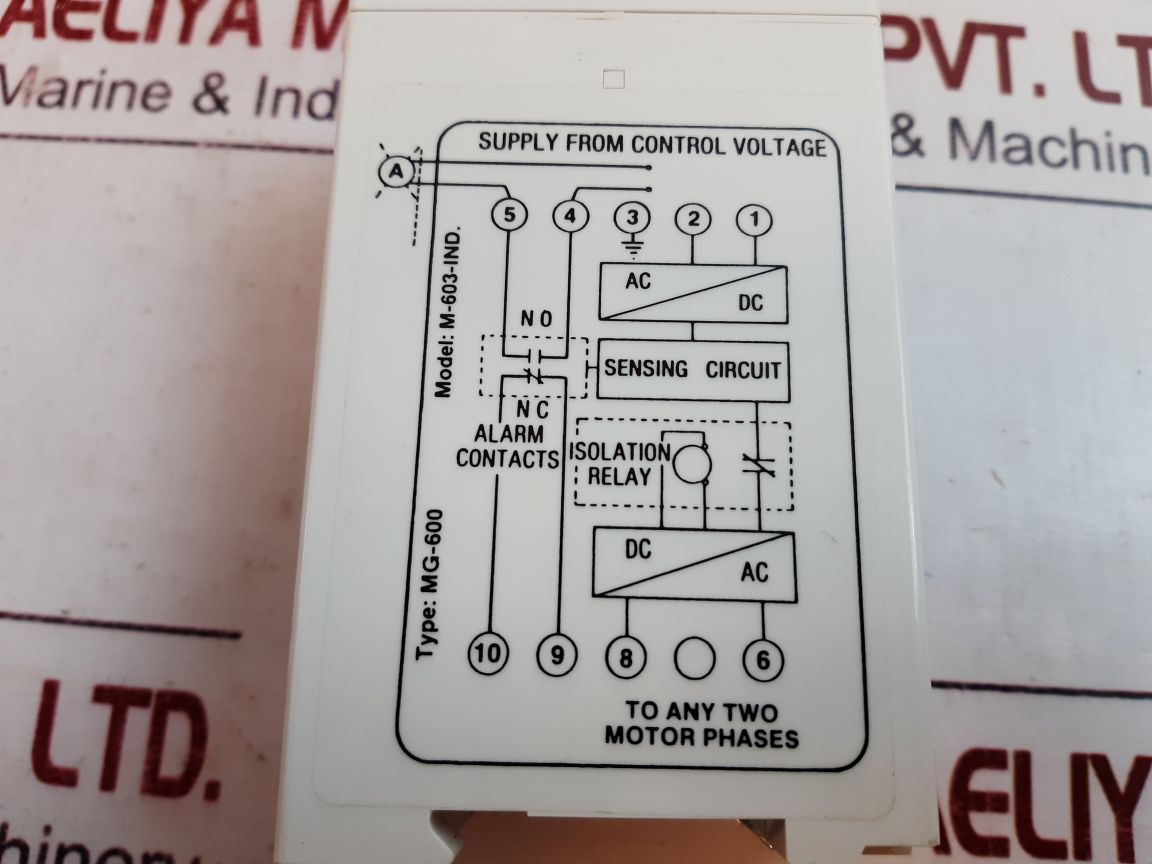 AELIYA M
Marine & Ind
PVT. LT
& Machin
SUPPLY FROM CONTROL VOLTAGE
A
5 4 3 2 1
Model: M-603-IND.
AC
DC
N O
SENSING CIRCUIT
N C
ALARM
CONTACTS
ISOLATION
RELAY
Type: MG-600
DC
AC
10 9 8 6
TO ANY TWO
MOTOR PHASES
LTD.
hinery
AELIY